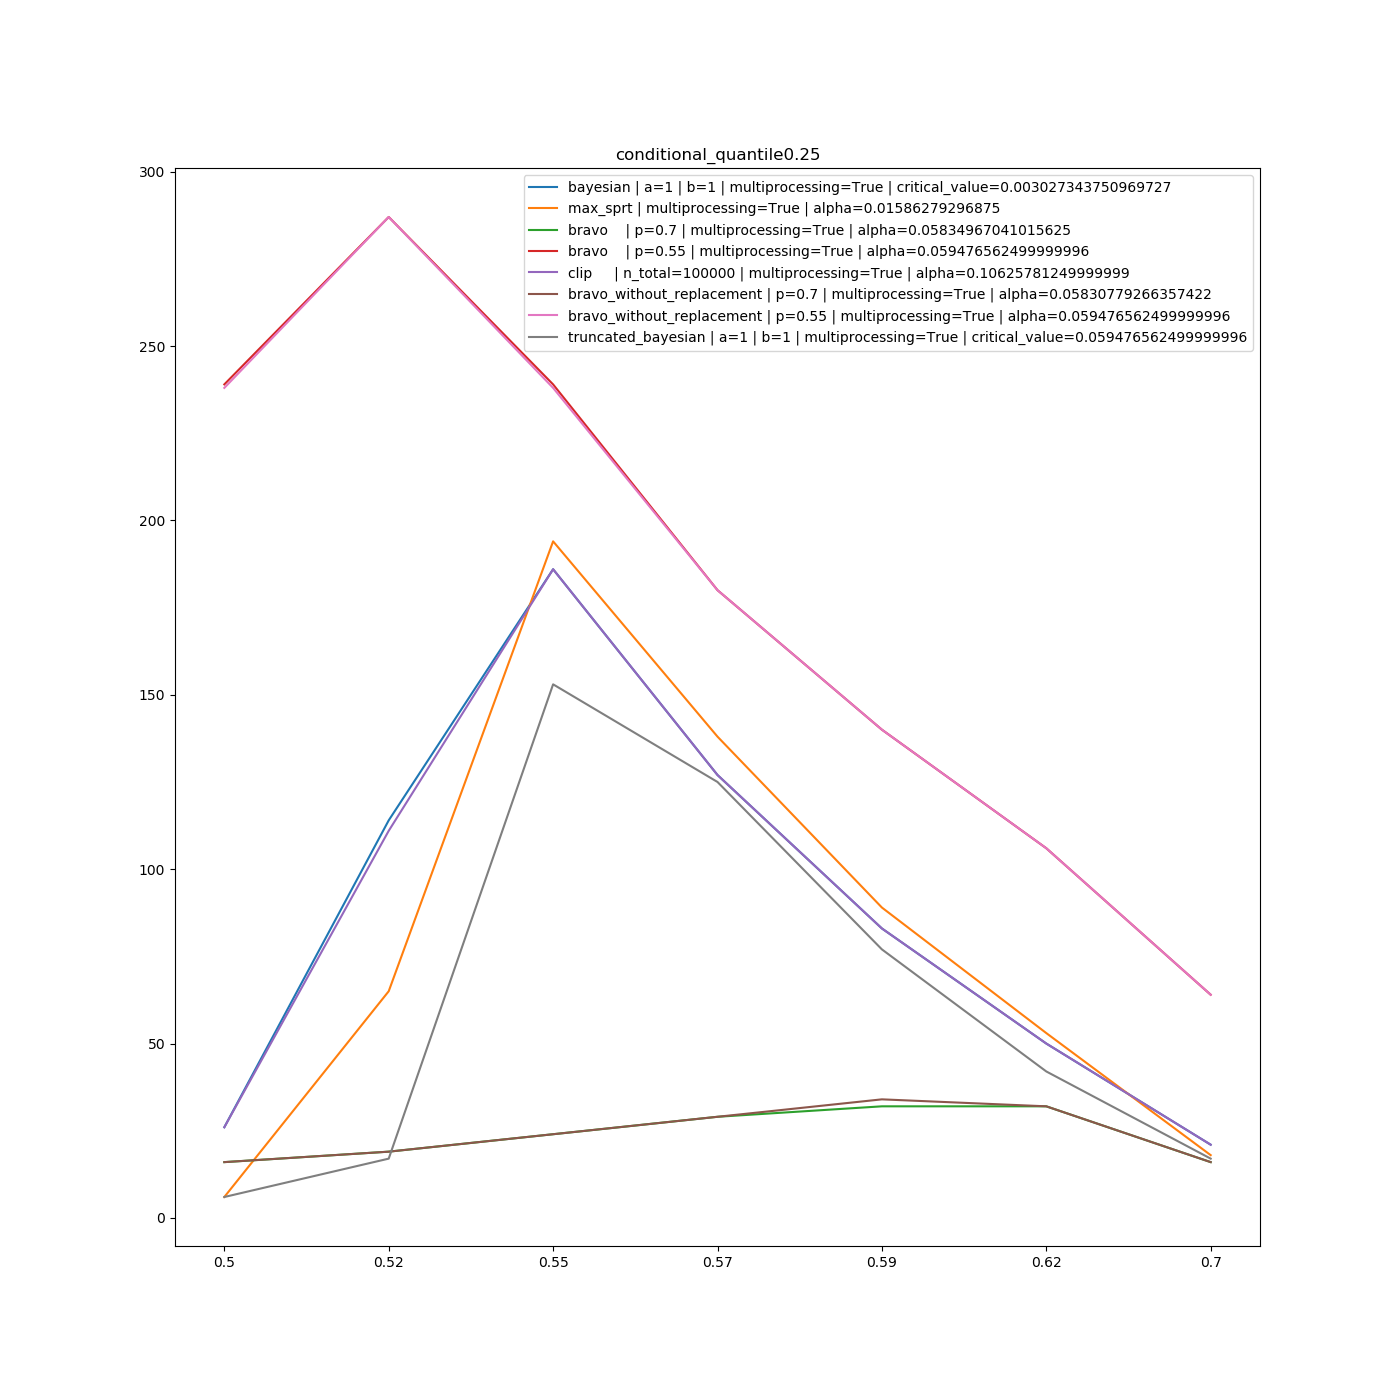 conditional_quantile0.25
300
bayesian | a=1 | b=1 | multiprocessing=True | critical_value=0.003027343750969727
max_sprt | multiprocessing=True | alpha=0.01586279296875
bravo | p=0.7 | multiprocessing=True | alpha=0.05834967041015625
bravo | p=0.55 | multiprocessing=True | alpha=0.059476562499999996
clip | n_total=100000 | multiprocessing=True | alpha=0.10625781249999999
bravo_without_replacement | p=0.7 | multiprocessing=True | alpha=0.05830779266357422
bravo_without_replacement | p=0.55 | multiprocessing=True | alpha=0.059476562499999996
truncated_bayesian | a=1 | b=1 | multiprocessing=True | critical_value=0.059476562499999996
250
200
150
100
50
0
0.5 0.52 0.55 0.57 0.59 0.62 0.7